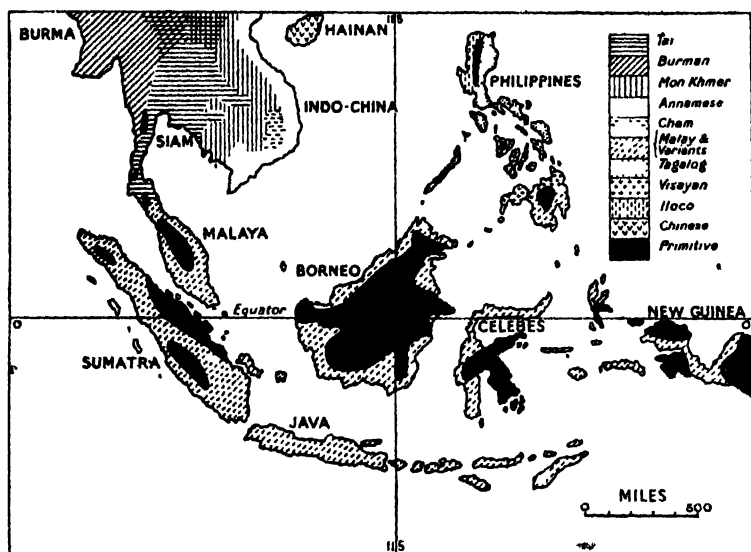 115
BURMA
HAINAN
INDO-CHINA
SIAM
PHILIPPINES
MALAYA
BORNEO
Equator
0
0
CELEBES
NEW GUINEA
SUMATRA
JAVA
115
Tai
Burman
Mon Khmer
Annamese
Cham
Malay &
Variants
Tagalog
Visayan
Iloco
Chinese
Primitive
MILES
0 500